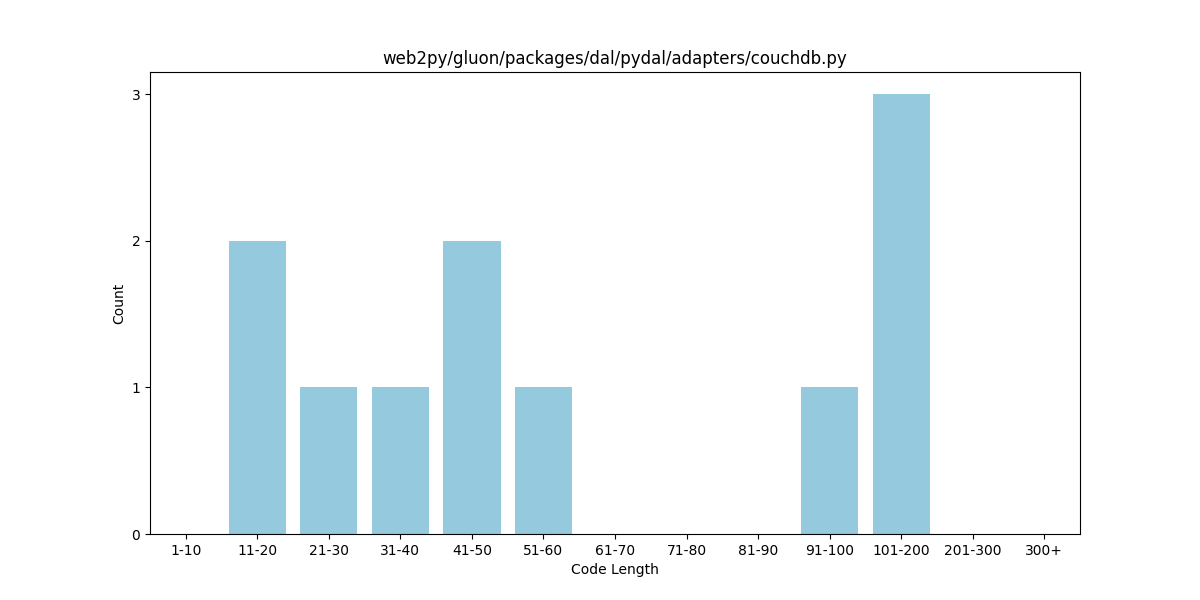 web2py/gluon/packages/dal/pydal/adapters/couchdb.py
3
2
1
0
Count
1-10 11-20 21-30 31-40 41-50 51-60 61-70 71-80 81-90 91-100 101-200 201-300 300+
Code Length